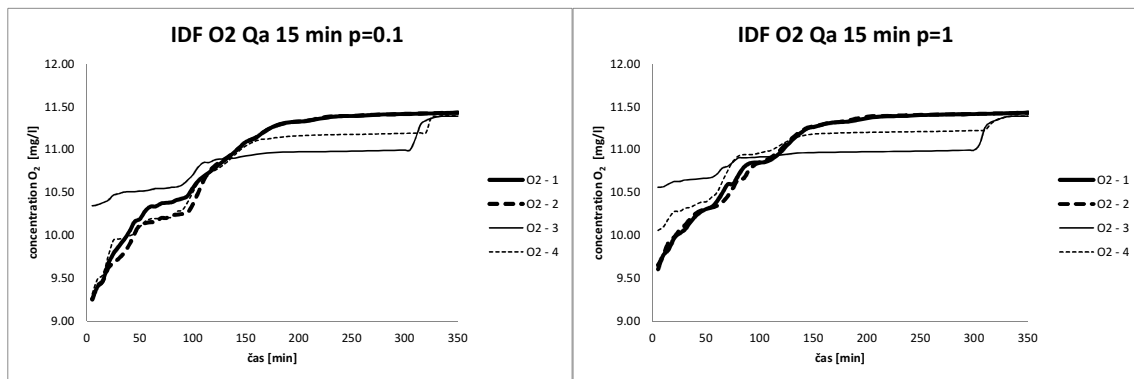 IDF O2 Qa 15 min p=0.1
12.00
11.50
11.00
10.50
10.00
9.50
9.00
concentration O2 [mg/l]
0 50 100 150 200 250 300 350
čas [min]
O2 - 1
O2 - 2
O2 - 3
O2 - 4
IDF O2 Qa 15 min p=1
12.00
11.50
11.00
10.50
10.00
9.50
9.00
concentration O2 [mg/l]
0 50 100 150 200 250 300 350
čas [min]
O2 - 1
O2 - 2
O2 - 3
O2 - 4